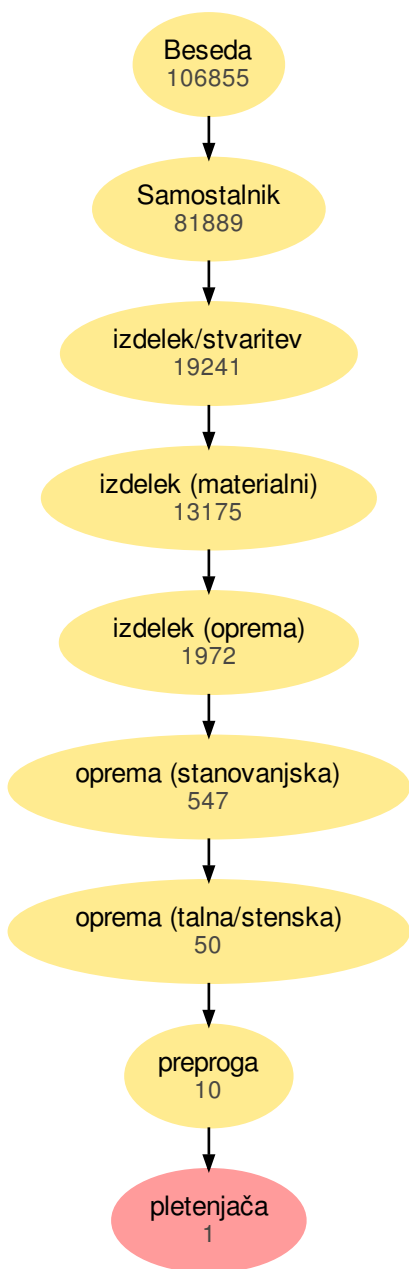 Beseda
106855
Samostalnik
81889
izdelek/stvaritev
19241
izdelek (materialni)
13175
izdelek (oprema)
1972
oprema (stanovanjska)
547
oprema (talna/stenska)
50
preproga
10
pletenjača
1